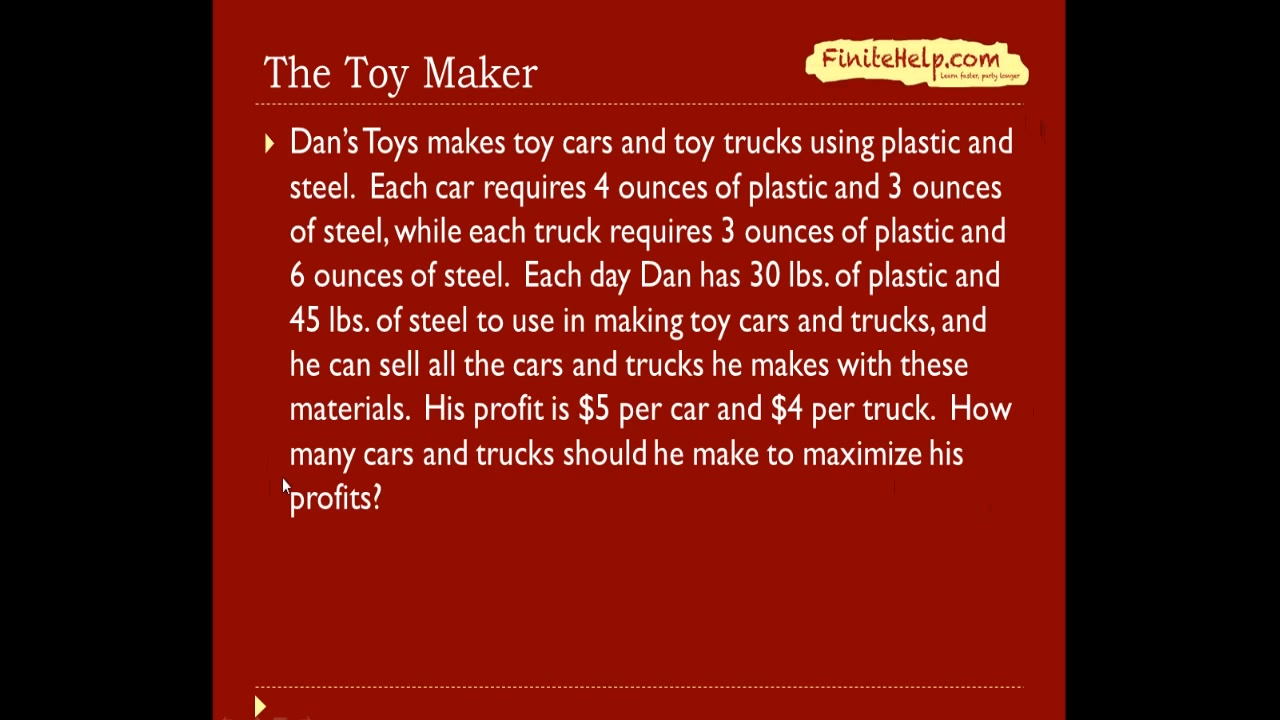 The Toy Maker
FiniteHelp.com
Learn faster, party longer
Dan's Toys makes toy cars and toy trucks using plastic and
steel. Each car requires 4 ounces of plastic and 3 ounces
of steel, while each truck requires 3 ounces of plastic and
6 ounces of steel. Each day Dan has 30 lbs. of plastic and
45 lbs. of steel to use in making toy cars and trucks, and
he can sell all the cars and trucks he makes with these
materials. His profit is $5 per car and $4 per truck. How
many cars and trucks should he make to maximize his
profits?